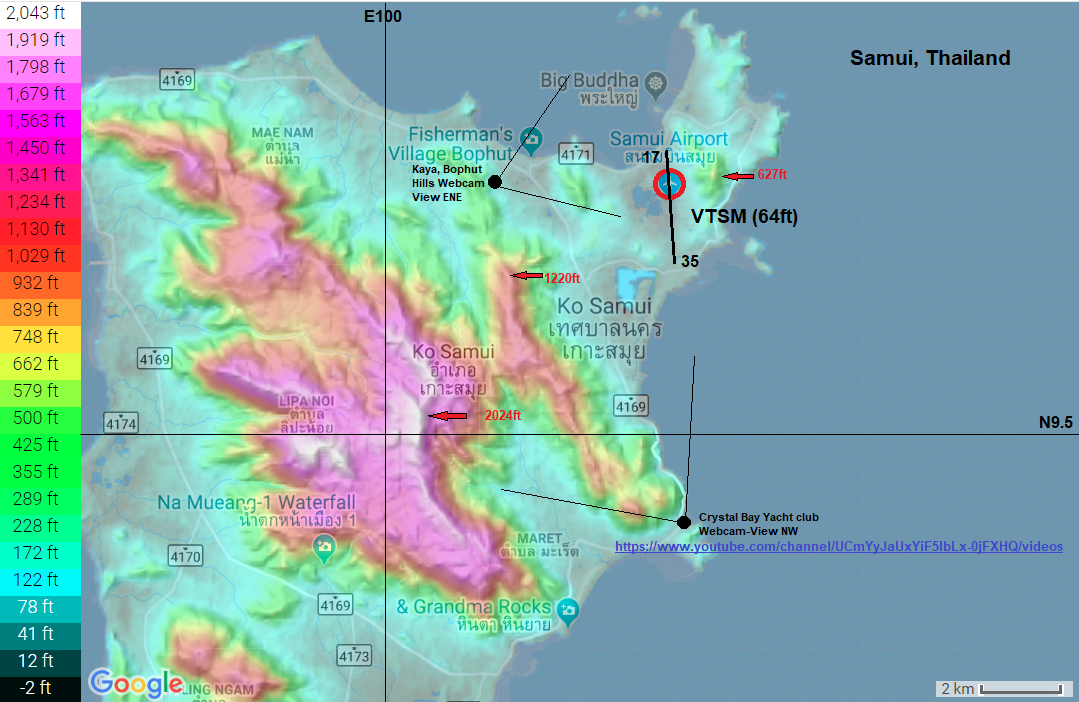 2,043 ft
1,919 ft
1,798 ft
1,679 ft
1,563 ft
1,450 ft
1,341 ft
1,234 ft
1,130 ft
1,029 ft
932 ft
839 ft
748 ft
662 ft
579 ft
500 ft
425 ft
355 ft
289 ft
228 ft
172 ft
122 ft
78 ft
41 ft
12 ft
-2 ft
E100
Samui, Thailand
4169
Big Buddha
พระใหญ่
MAE NAM
ตำบล
แม่น้ำ
Fisherman's
Village Bophut
4171
Samui Airport
17
Kaya, Bophut
Hills Webcam
View ENE
627ft
VTSM (64ft)
35
1220ft
Ko Samui
เทศบาลนคร
เกาะสมุย
4169
Ko Samui
อำเภอ
เกาะสมุย
LIPA NOI
ตำบล
ลิปะน้อย
4174
2024ft
4169
N9.5
Na Mueang-1 Waterfall
น้ำตกหน้าเมือง 1
Crystal Bay Yacht club
Webcam-View NW
https://www.youtube.com/channel/UCmYyJaUxYiF5IbLx-0jFXHQ/videos
MARET
ตำบล มะเร็ต
4170
4169
& Grandma Rocks
หินตา หินยาย
4173
Google
LING NGAM
ตำบล
2 km